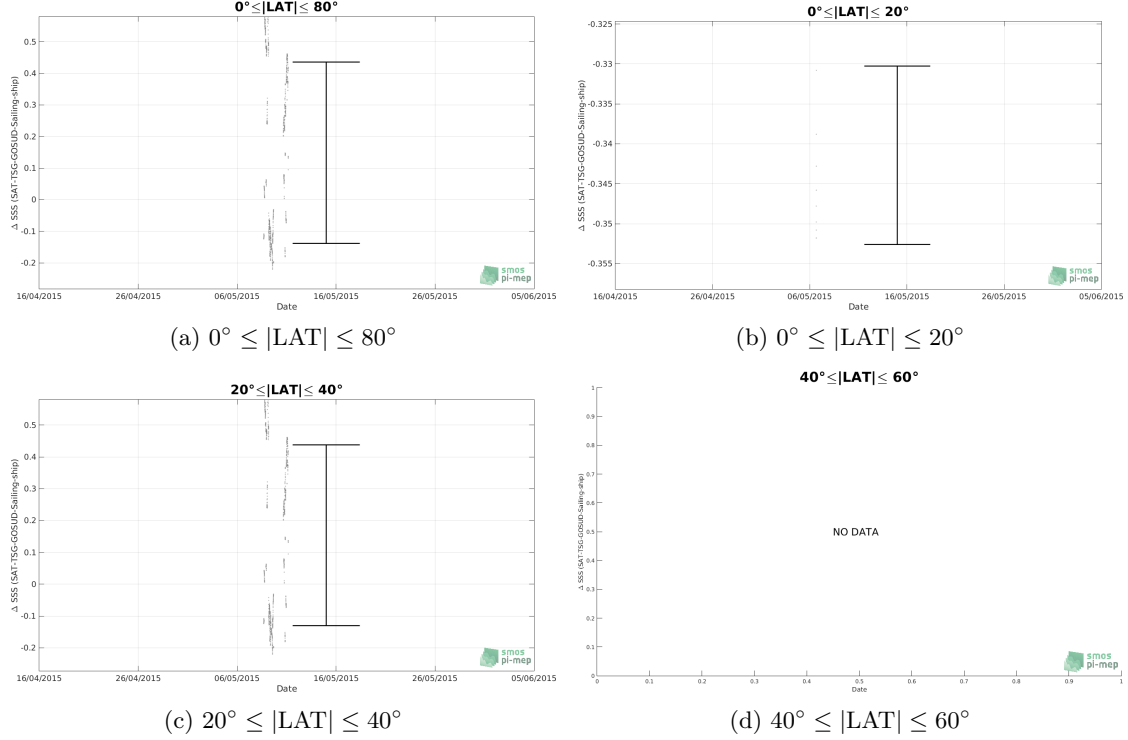 0°≤|LAT|≤ 80°
0.5
0.4
0.3
0.2
0.1
0
-0.1
-0.2
Δ SSS (SAT-TSG-GOSUD-Sailing-ship)
16/04/2015 26/04/2015 06/05/2015 16/05/2015 26/05/2015 05/06/2015
Date
smos
pi-mep
(a) 0° ≤ |LAT| ≤ 80°
0°≤|LAT|≤ 20°
-0.325
-0.33
-0.335
-0.34
-0.345
-0.35
-0.355
Δ SSS (SAT-TSG-GOSUD-Sailing-ship)
16/04/2015 26/04/2015 06/05/2015 16/05/2015 26/05/2015 05/06/2015
Date
smos
pi-mep
(b) 0° ≤ |LAT| ≤ 20°
20°≤|LAT|≤ 40°
0.5
0.4
0.3
0.2
0.1
0
-0.1
-0.2
Δ SSS (SAT-TSG-GOSUD-Sailing-ship)
16/04/2015 26/04/2015 06/05/2015 16/05/2015 26/05/2015 05/06/2015
Date
smos
pi-mep
(c) 20° ≤ |LAT| ≤ 40°
40°≤|LAT|≤ 60°
1
0.9
0.8
0.7
0.6
0.5
0.4
0.3
0.2
0.1
0
Δ SSS (SAT-TSG-GOSUD-Sailing-ship)
NO DATA
0 0.1 0.2 0.3 0.4 0.5 0.6 0.7 0.8 0.9 1
Date
smos
pi-mep
(d) 40° ≤ |LAT| ≤ 60°